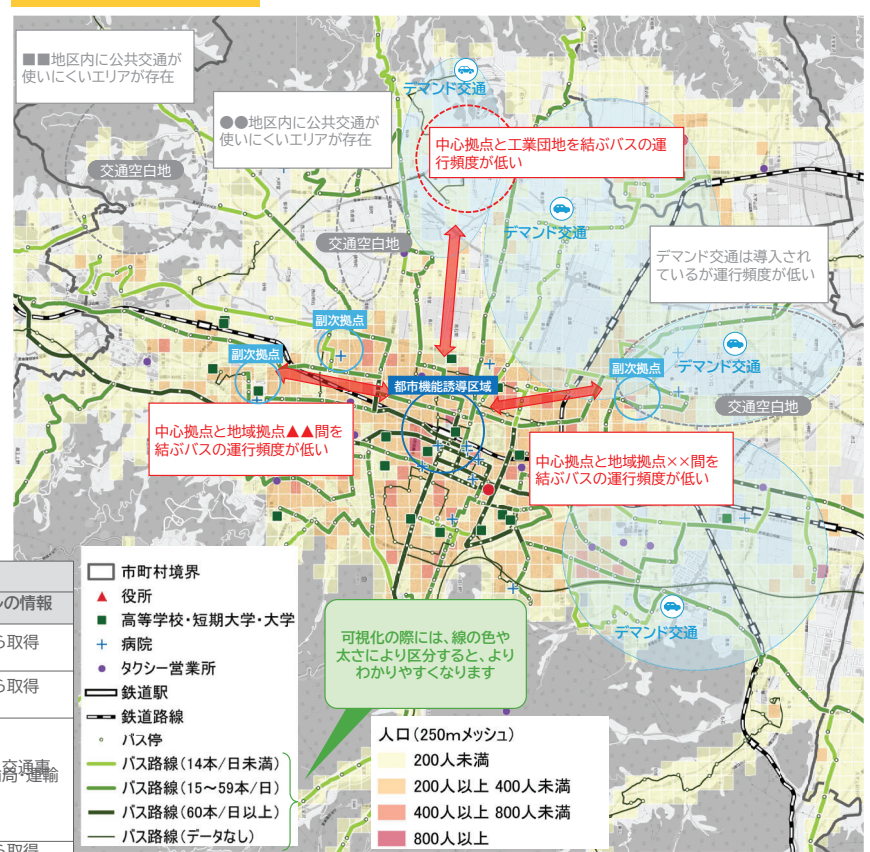 ■■地区内に公共交通が
使いにくいエリアが存在
●●地区内に公共交通が
使いにくいエリアが存在
デマンド交通
中心拠点と工業団地を結ぶバスの運
行頻度が低い
交通空白地
交通空白地
デマンド交通
デマンド交通は導入され
ているが運行頻度が低い
副次拠点
副次拠点
都市機能誘導区域
副次拠点
デマンド交通
交通空白地
中心拠点と地域拠点▲▲間を
結ぶバスの運行頻度が低い
中心拠点と地域拠点××間を
結ぶバスの運行頻度が低い
デマンド交通
の情報
ら取得
ら取得
交通事
ら取得
市町村境界
役所
高等学校・短期大学・大学
病院
タクシー営業所
鉄道駅
鉄道路線
バス停
バス路線(14本/日未満)
バス路線(15~59本/日)
バス路線(60本/日以上)
バス路線(データなし)
可視化の際には、線の色や
太さにより区分すると、より
わかりやすくなります
人口(250mメッシュ)
200人未満
200人以上 400人未満
400人以上 800人未満
800人以上